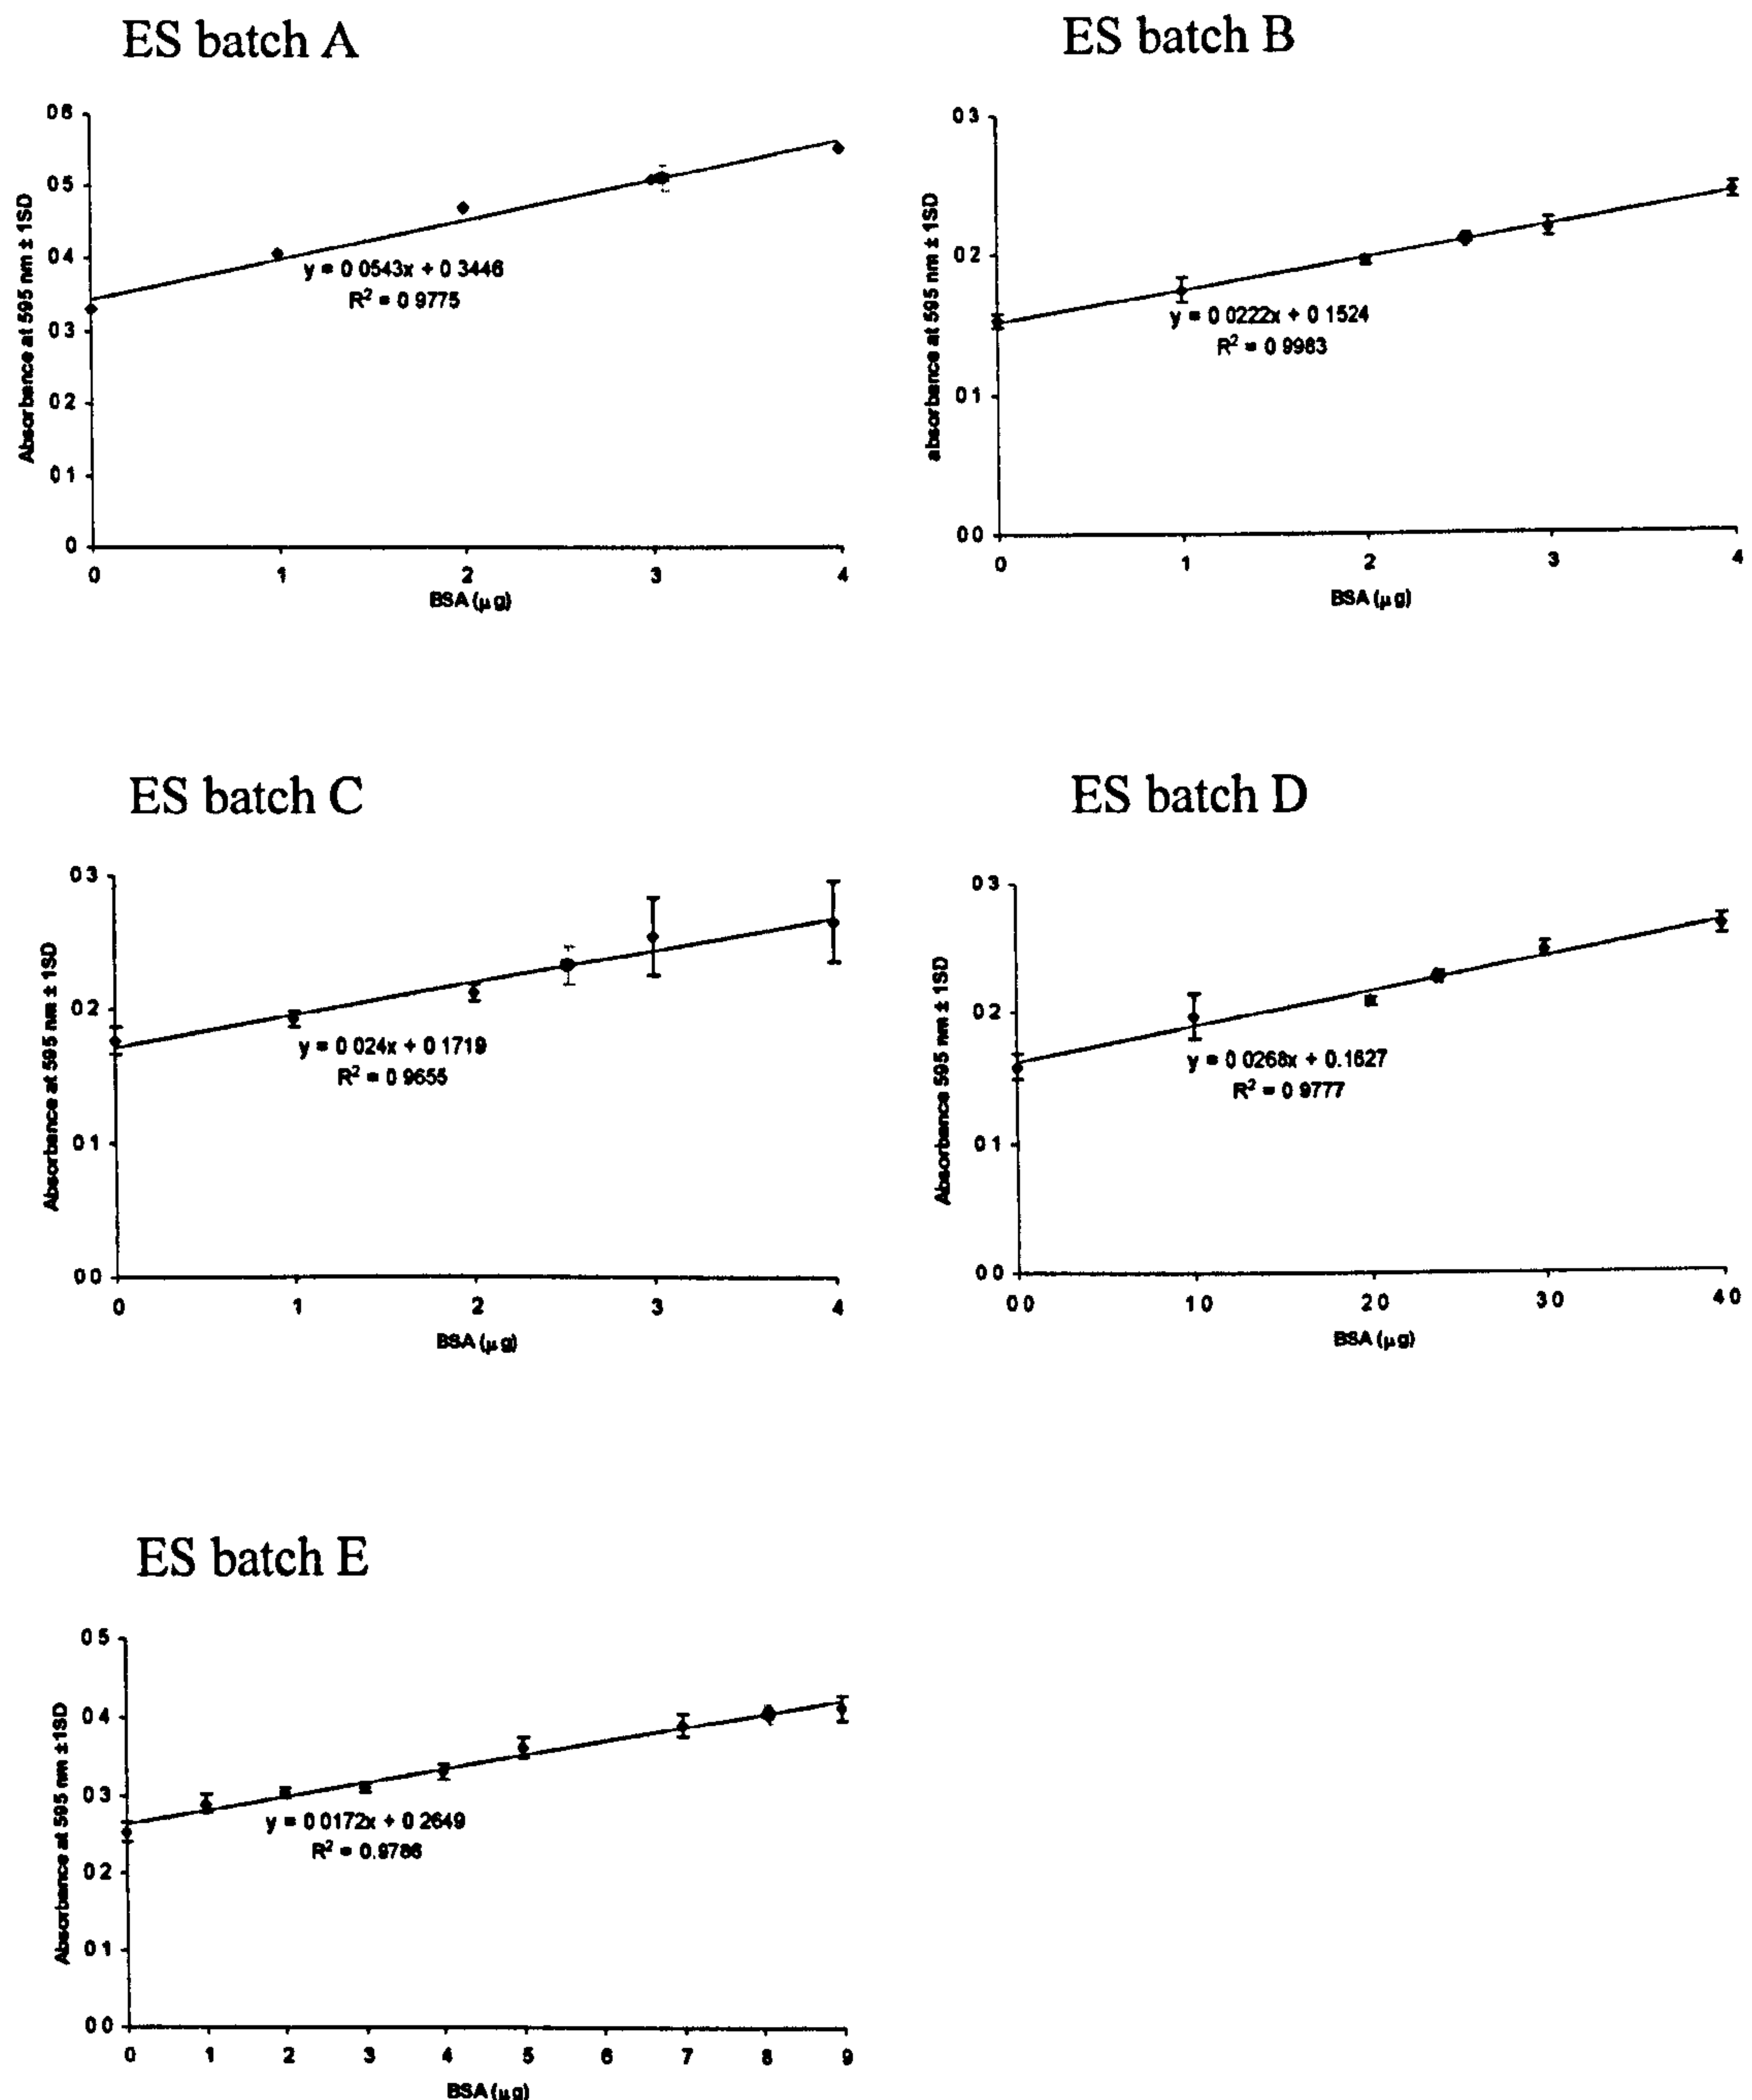 ES batch A
06
05
04
03
02
01
0
0 1 2 3 4
Absorbance at 595 nm ± 1SD
BSA (μg)
y = 0 0543x + 0.3446
R² = 0 9775
ES batch B
03
02
01
00
0 1 2 3 4
absorbance at 595 nm ± 1SD
BSA (μg)
y = 0 0222x + 0.1524
R² = 0 9983
ES batch C
03
02
01
00
0 1 2 3 4
Absorbance at 595 nm ± 1SD
BSA (μg)
y = 0 024x + 0.1719
R² = 0 9655
ES batch D
03
02
01
00
00 10 20 30 40
Absorbance 595 nm ± 1SD
BSA (μg)
y = 0 0268x + 0.1627
R² = 0 9777
ES batch E
05
04
03
02
01
00
0 1 2 3 4 5 6 7 8 9
Absorbance at 595 nm ±1SD
BSA (μg)
y = 0 0172x + 0.2649
R² = 0.9786